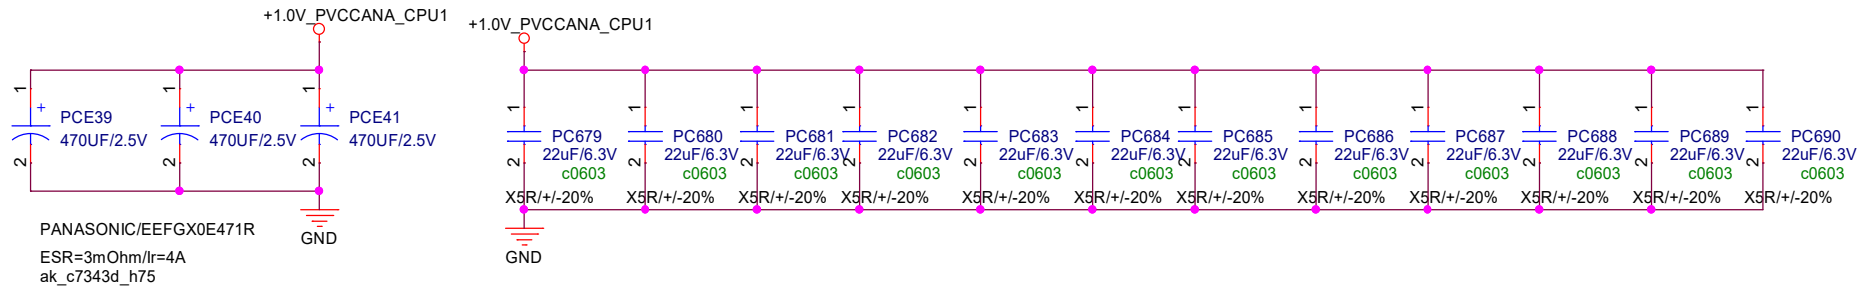 +1.0V_PVCCANA_CPU1
1
+
PCE39
470UF/2.5V
2
1
+
PCE40
470UF/2.5V
2
1
+
PCE41
470UF/2.5V
2
GND
PANASONIC/EEFGX0E471R
ESR=3mOhm/Ir=4A
ak_c7343d_h75
+1.0V_PVCCANA_CPU1
1
PC679
22uF/6.3V
2
c0603
X5R/+/-20%
1
PC680
22uF/6.3V
2
c0603
X5R/+/-20%
1
PC681
22uF/6.3V
2
c0603
X5R/+/-20%
1
PC682
22uF/6.3V
2
c0603
X5R/+/-20%
1
PC683
22uF/6.3V
2
c0603
X5R/+/-20%
1
PC684
22uF/6.3V
2
c0603
X5R/+/-20%
1
PC685
22uF/6.3V
2
c0603
X5R/+/-20%
1
PC686
22uF/6.3V
2
c0603
X5R/+/-20%
1
PC687
22uF/6.3V
2
c0603
X5R/+/-20%
1
PC688
22uF/6.3V
2
c0603
X5R/+/-20%
1
PC689
22uF/6.3V
2
c0603
X5R/+/-20%
1
PC690
22uF/6.3V
2
c0603
X5R/+/-20%
GND